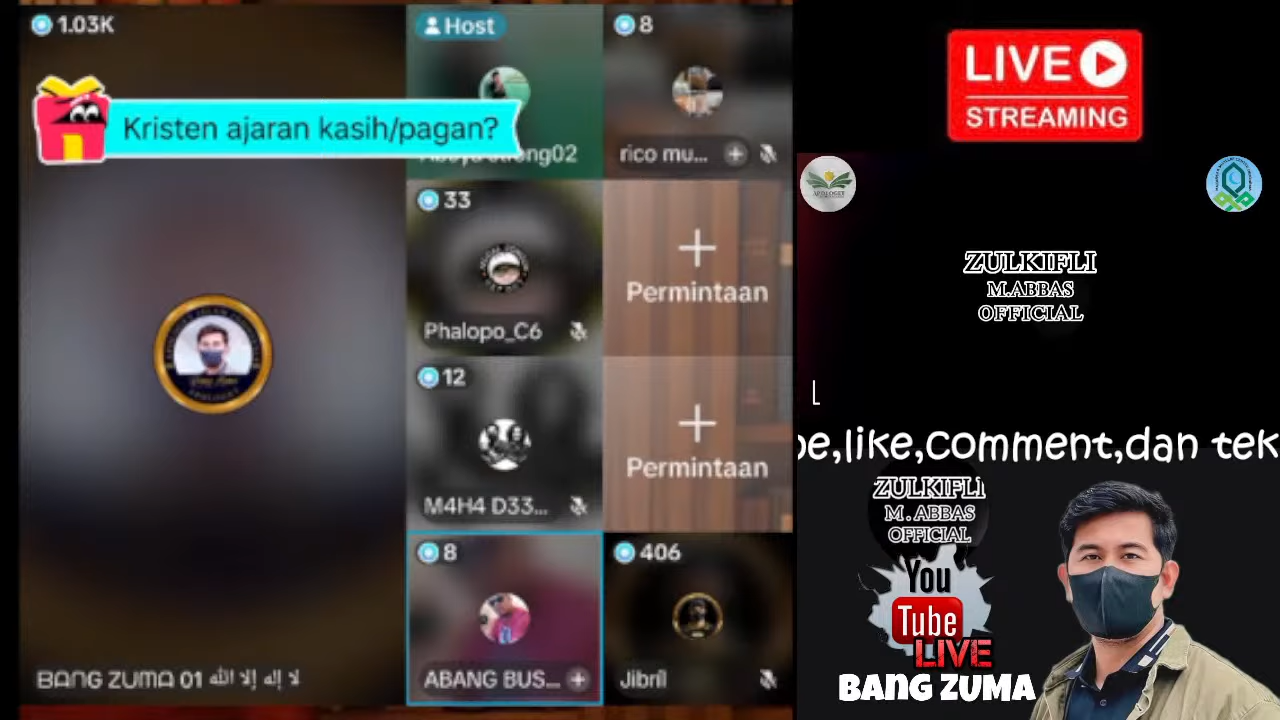 1.03K
Host
8
Kristen ajaran kasih/pagan?
rico mu...
33
Phalopo_C6
Permintaan
12
M4H4 D33...
Permintaan
8
406
BANG ZUMA 01 لا إله إلا الله
ABANG BUS...
Jibril
LIVE
STREAMING
ZULKIFLI
M.ABBAS
OFFICIAL
L
be,like,comment,dan tek
ZULKIFLI
M.ABBAS
OFFICIAL
You
Tube
LIVE
BANG ZUMA